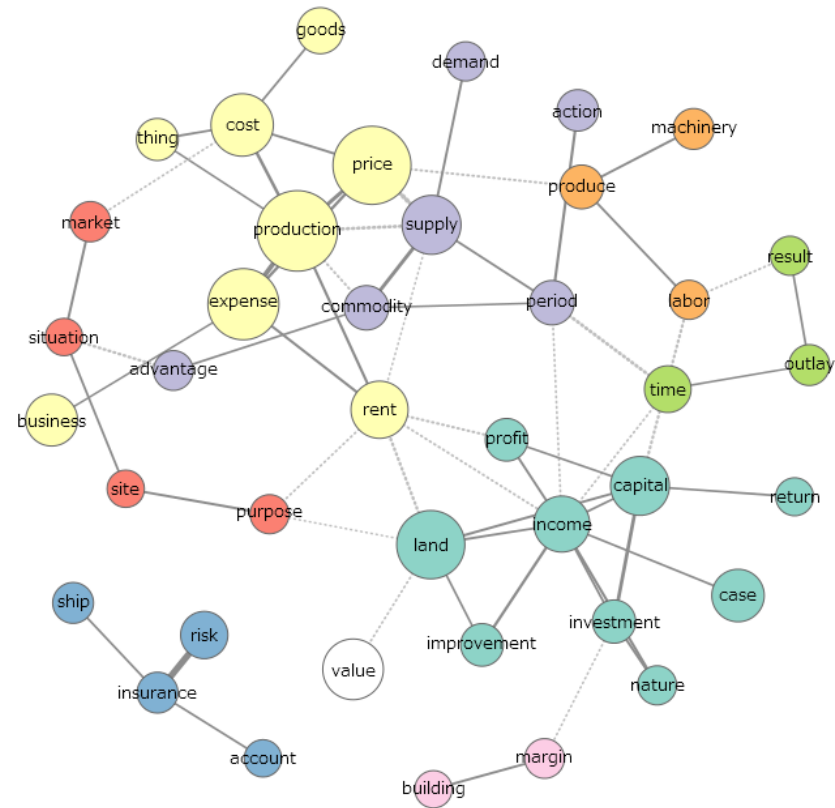 goods
demand
action
machinery
cost
thing
price
produce
market
production
supply
result
expense
commodity
period
labor
situation
advantage
outlay
time
business
rent
profit
capital
site
return
purpose
income
land
case
ship
risk
investment
improvement
value
insurance
nature
account
margin
building